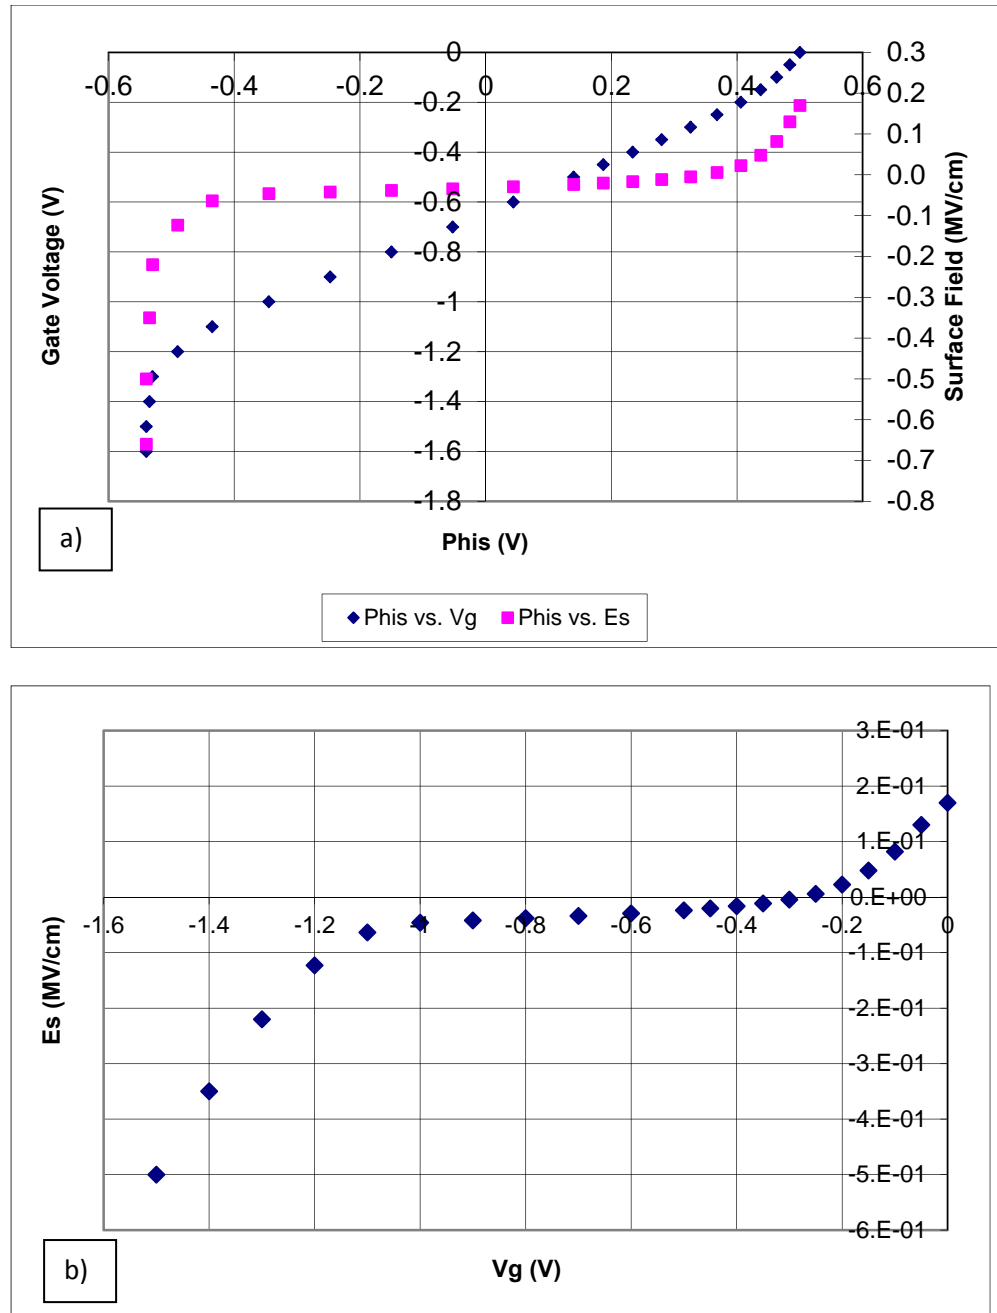 0
0.3
-0.6
-0.4
-0.2
0
0.2
0.4
0.6
0.2
-0.2
0.1
-0.4
0.0
-0.6
-0.1
-0.8
-0.2
-1
-0.3
-1.2
-0.4
-1.4
-0.5
-0.6
-1.6
-0.7
-1.8
-0.8
Gate Voltage (V)
Surface Field (MV/cm)
a)
Phis (V)
Phis vs. Vg
Phis vs. Es
3.E-01
2.E-01
1.E-01
0.E+00
-1.6
-1.4
-1.2
-1
-0.8
-0.6
-0.4
-0.2
0
-1.E-01
-2.E-01
-3.E-01
-4.E-01
-5.E-01
-6.E-01
Es (MV/cm)
b)
Vg (V)